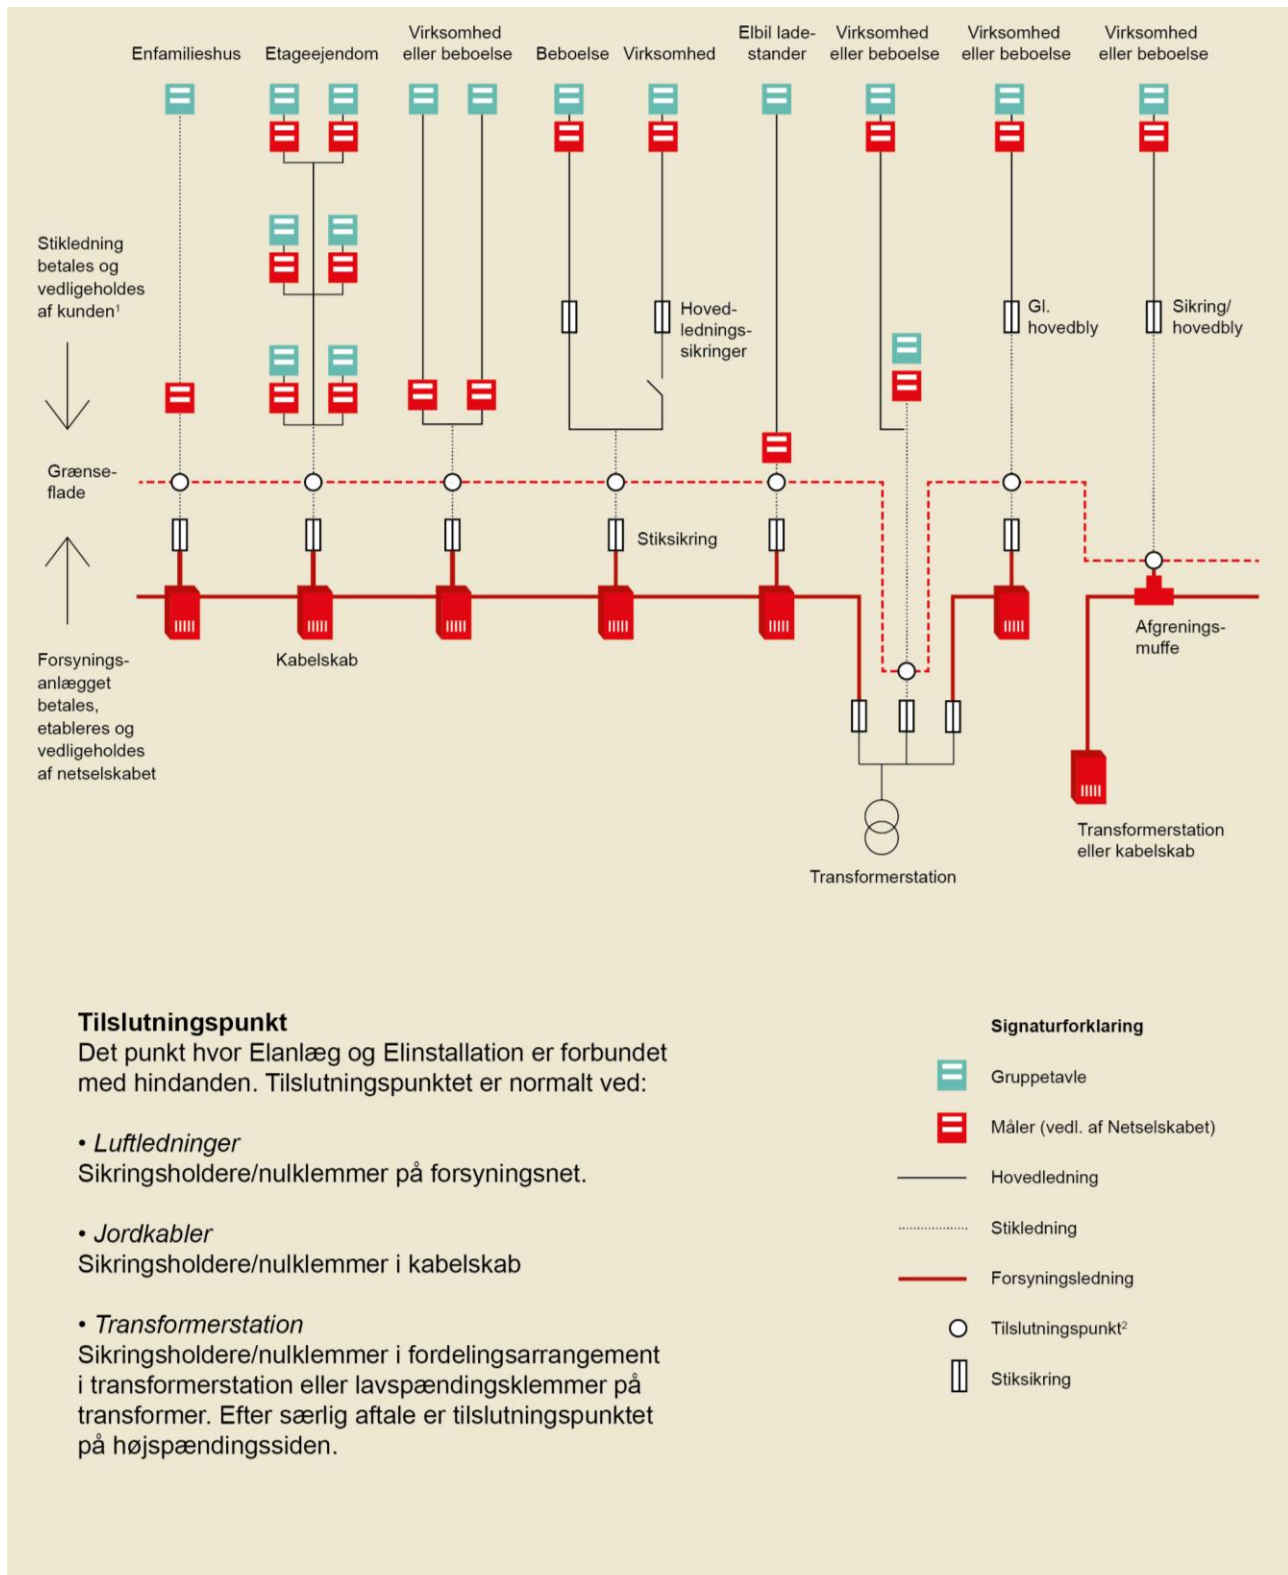 Enfamilieshus
Etageejendom
Virksomhed
eller beboelse
Beboelse
Virksomhed
Elbil lade-
stander
Virksomhed
eller beboelse
Virksomhed
eller beboelse
Virksomhed
eller beboelse
Stikledning
betales og
vedligeholdes
af kunden¹
Hoved-
lednings-
sikringer
Gl.
hovedbly
Sikring/
hovedbly
Grænse-
flade
Stiksikring
Kabelskab
Afgrenings-
muffe
Forsynings-
anlægget
betales,
etableres og
vedligeholdes
af netselskabet
Transformerstation
Transformerstation
eller kabelskab
Tilslutningspunkt
Det punkt hvor Elanlæg og Elinstallation er forbundet
med hindanden. Tilslutningspunktet er normalt ved:
• Luftledninger
Sikringsholdere/nulklemmer på forsyningsnet.
• Jordkabler
Sikringsholdere/nulklemmer i kabelskab
• Transformerstation
Sikringsholdere/nulklemmer i fordelingsarrangement
i transformerstation eller lavspændingsklemmer på
transformer. Efter særlig aftale er tilslutningspunktet
på højspændingssiden.
Signaturforklaring
Gruppetavle
Måler (vedl. af Netselskabet)
Hovedledning
Stikledning
Forsyningsledning
Tilslutningspunkt²
Stiksikring